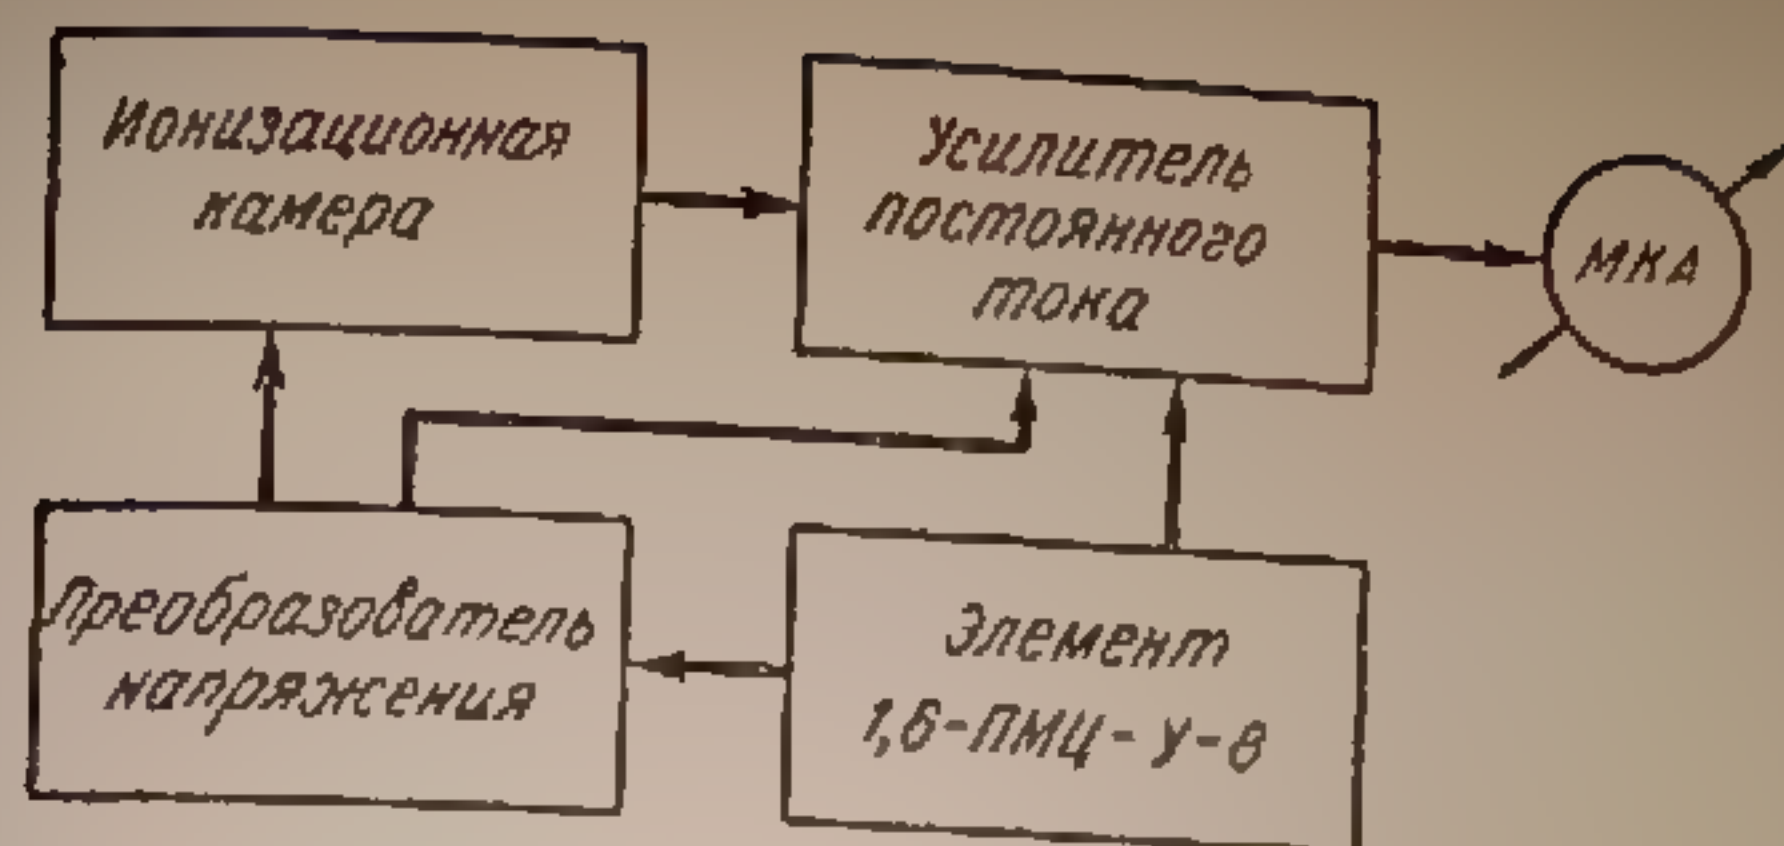 Ионизационная
камера
Усилитель
постоянного
тока
МКА
Преобразователь
напряжения
Элемент
1,6-ПМЦ-У-8